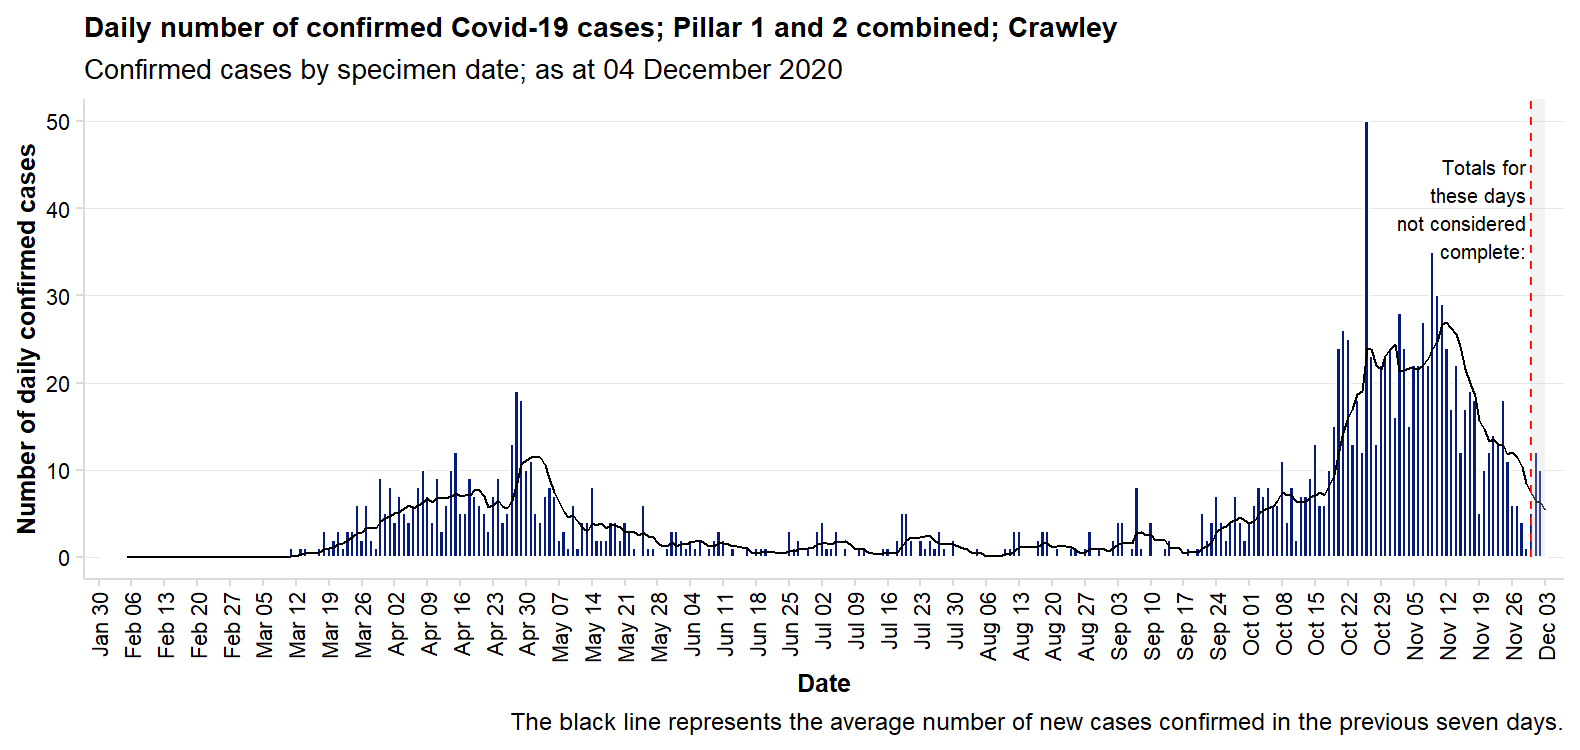 Daily number of confirmed Covid-19 cases; Pillar 1 and 2 combined; Crawley
Confirmed cases by specimen date; as at 04 December 2020
Number of daily confirmed cases
50
40
30
20
10
0
Totals for
these days
not considered
complete:
Jan 30
Feb 06
Feb 13
Feb 20
Feb 27
Mar 05
Mar 12
Mar 19
Mar 26
Apr 02
Apr 09
Apr 16
Apr 23
Apr 30
May 07
May 14
May 21
May 28
Jun 04
Jun 11
Jun 18
Jun 25
Jul 02
Jul 09
Jul 16
Jul 23
Jul 30
Aug 06
Aug 13
Aug 20
Aug 27
Sep 03
Sep 10
Sep 17
Sep 24
Oct 01
Oct 08
Oct 15
Oct 22
Oct 29
Nov 05
Nov 12
Nov 19
Nov 26
Dec 03
Date
The black line represents the average number of new cases confirmed in the previous seven days.